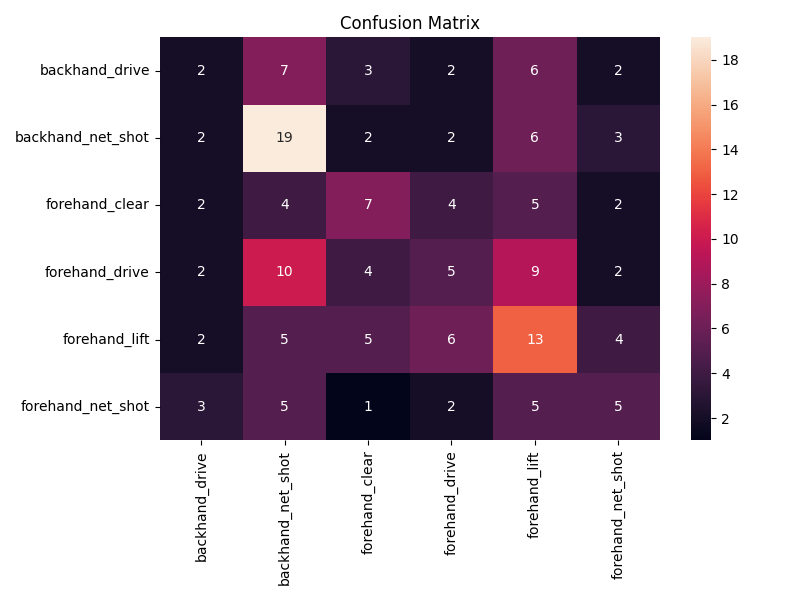 Confusion Matrix
backhand_drive 2 7 3 2 6 2
backhand_net_shot 2 19 2 2 6 3
forehand_clear 2 4 7 4 5 2
forehand_drive 2 10 4 5 9 2
forehand_lift 2 5 5 6 13 4
forehand_net_shot 3 5 1 2 5 5
backhand_drive
backhand_net_shot
forehand_clear
forehand_drive
forehand_lift
forehand_net_shot
18
16
14
12
10
8
6
4
2